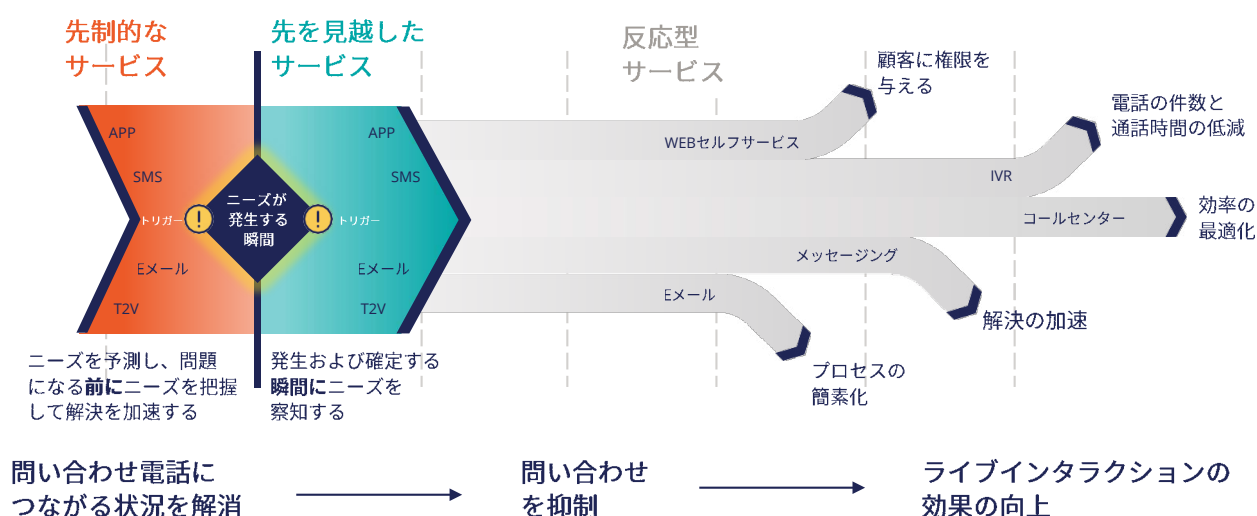 先制的な
サービス
先を見越した
サービス
反応型
サービス
顧客に権限を
与える
電話の件数と
通話時間の低減
APP
APP
WEBセルフサービス
SMS
SMS
IVR
ニーズが
発生する
瞬間
トリガー
!
!
トリガー
コールセンター
効率の
最適化
Eメール
Eメール
メッセージング
T2V
T2V
Eメール
解決の加速
プロセスの
簡素化
ニーズを予測し、問題
になる前にニーズを把握
して解決を加速する
発生および確定する
瞬間にニーズを
察知する
問い合わせ電話に
つながる状況を解消
問い合わせ
を抑制
ライブインタラクションの
効果の向上